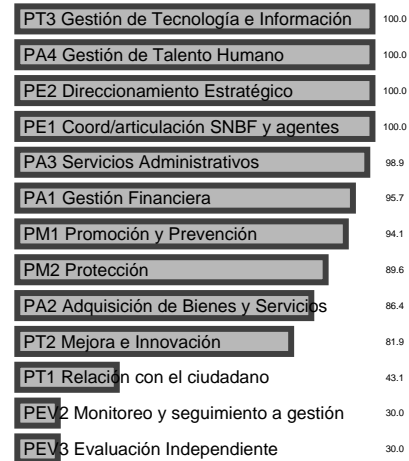 PT3 Gestión de Tecnología e Información 100.0
PA4 Gestión de Talento Humano 100.0
PE2 Direccionamiento Estratégico 100.0
PE1 Coord/articulación SNBF y agentes 100.0
PA3 Servicios Administrativos 98.9
PA1 Gestión Financiera 95.7
PM1 Promoción y Prevención 94.1
PM2 Protección 89.6
PA2 Adquisición de Bienes y Servicios 86.4
PT2 Mejora e Innovación 81.9
PT1 Relación con el ciudadano 43.1
PEV2 Monitoreo y seguimiento a gestión 30.0
PEV3 Evaluación Independiente 30.0